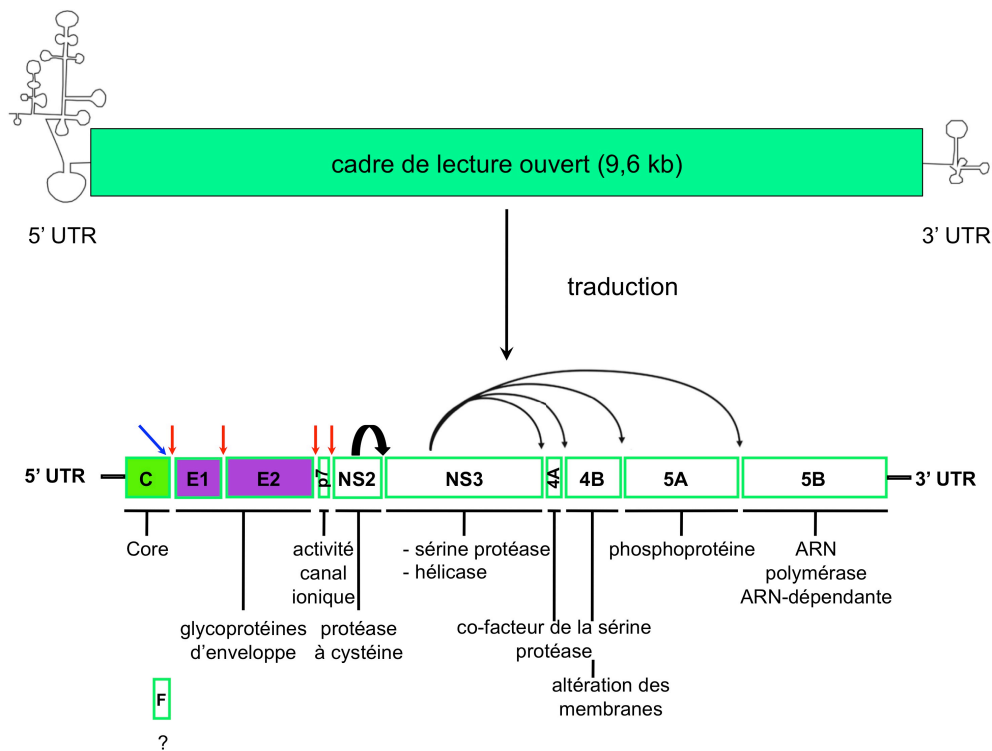 cadre de lecture ouvert (9,6 kb)
5’ UTR
3’ UTR
traduction
5’ UTR
C
E1
E2
p7
NS2
NS3
4A
4B
5A
5B
3’ UTR
Core
glycoprotéines
d’enveloppe
activité
canal
ionique
protéase
à cystéine
- sérine protéase
- hélicase
co-facteur de la sérine
protéase
altération des
membranes
phosphoprotéine
ARN
polymérase
ARN-dépendante
F
?